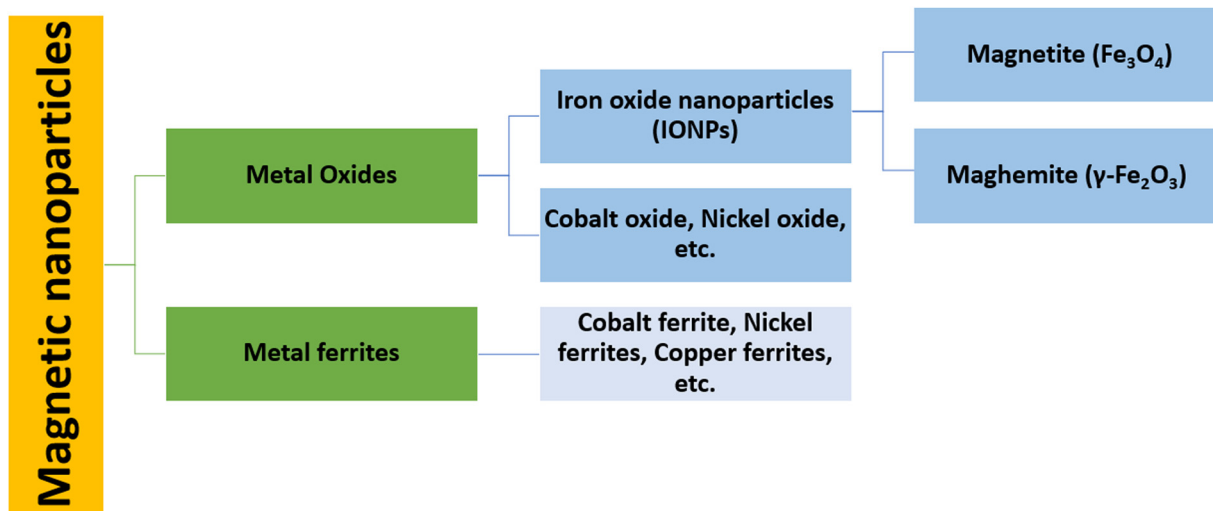 Magnetic nanoparticles
Metal Oxides
Iron oxide nanoparticles
(IONPs)
Magnetite (Fe₃O₄)
Maghemite (γ-Fe₂O₃)
Cobalt oxide, Nickel oxide,
etc.
Metal ferrites
Cobalt ferrite, Nickel
ferrites, Copper ferrites,
etc.